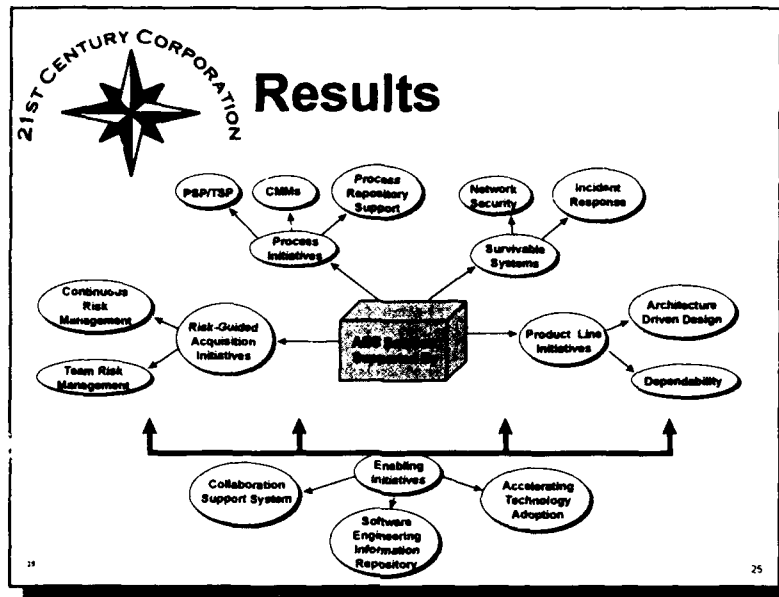 21ST CENTURY CORPORATION
Results
PSP/TSP
CMMs
Process
Repository
Support
Network
Security
Incident
Response
Process
Initiatives
Survivable
Systems
Continuous
Risk
Management
Risk-Guided
Acquisition
Initiatives
Team Risk
Management
Product Line
Initiatives
Architecture
Driven Design
Dependability
Enabling
Initiatives
Collaboration
Support System
Accelerating
Technology
Adoption
Software
Engineering
Information
Repository
25